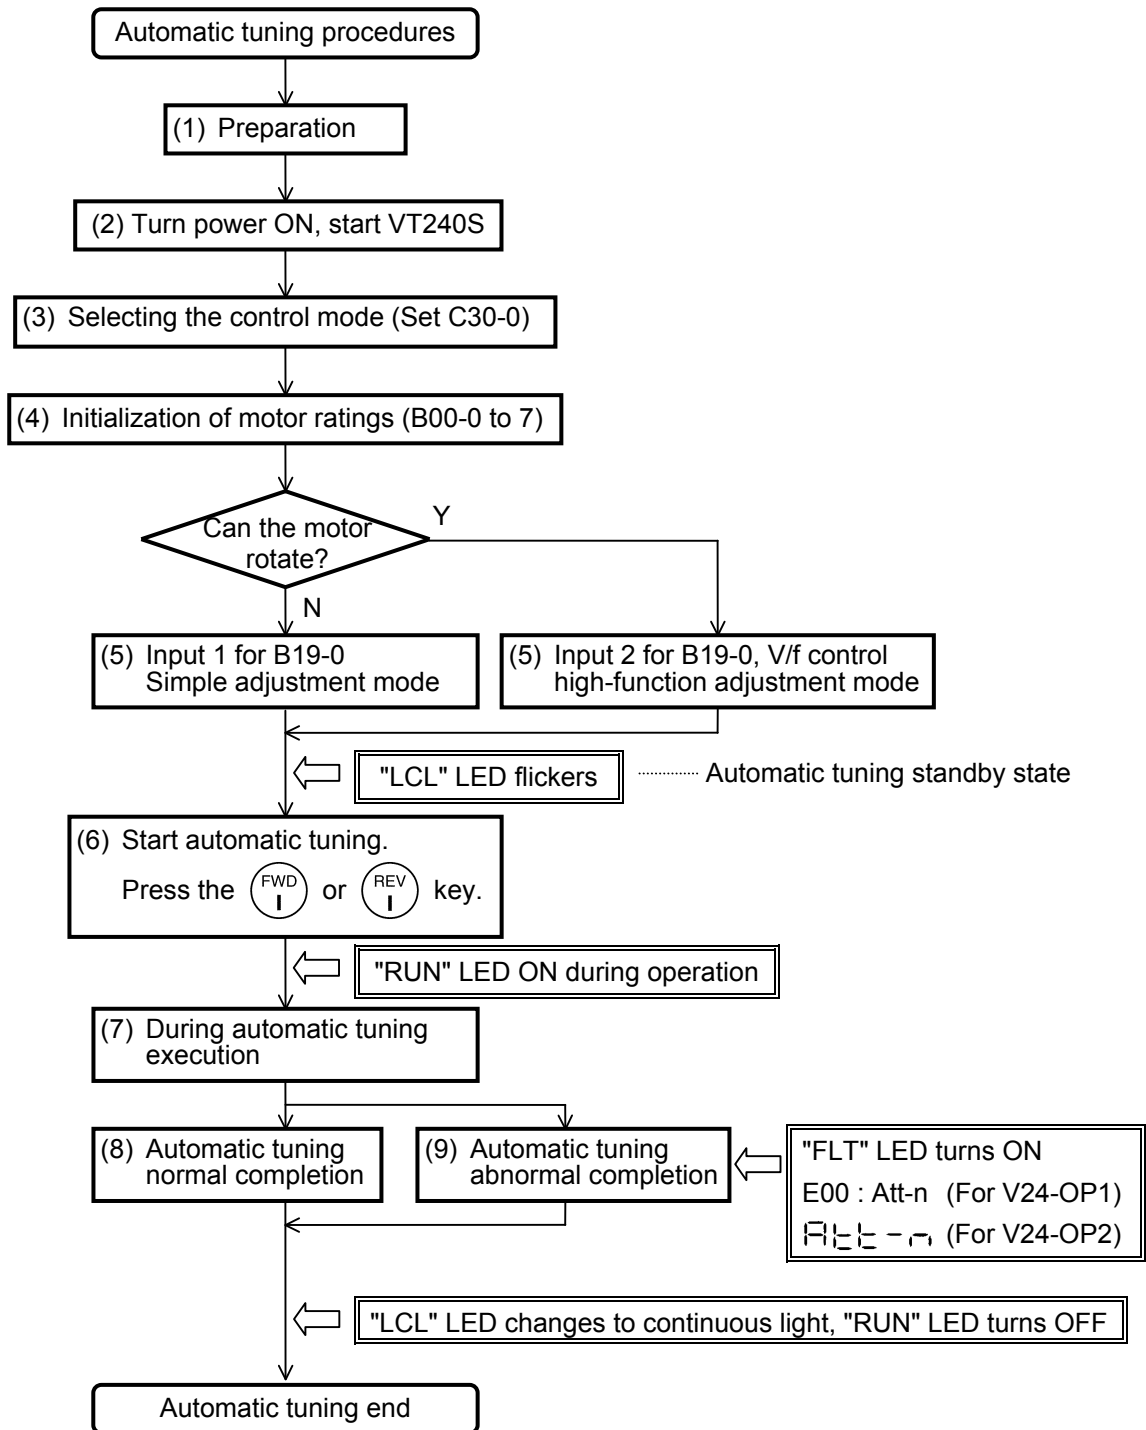 Automatic tuning procedures
(1) Preparation
(2) Turn power ON, start VT240S
(3) Selecting the control mode (Set C30-0)
(4) Initialization of motor ratings (B00-0 to 7)
Can the motor
rotate?
Y
N
(5) Input 1 for B19-0
Simple adjustment mode
(5) Input 2 for B19-0, V/f control
high-function adjustment mode
"LCL" LED flickers
Automatic tuning standby state
(6) Start automatic tuning.
Press the FWD I or REV I key.
"RUN" LED ON during operation
(7) During automatic tuning
execution
(8) Automatic tuning
normal completion
(9) Automatic tuning
abnormal completion
"FLT" LED turns ON
E00 : Att-n (For V24-OP1)
Att-n (For V24-OP2)
"LCL" LED changes to continuous light, "RUN" LED turns OFF
Automatic tuning end